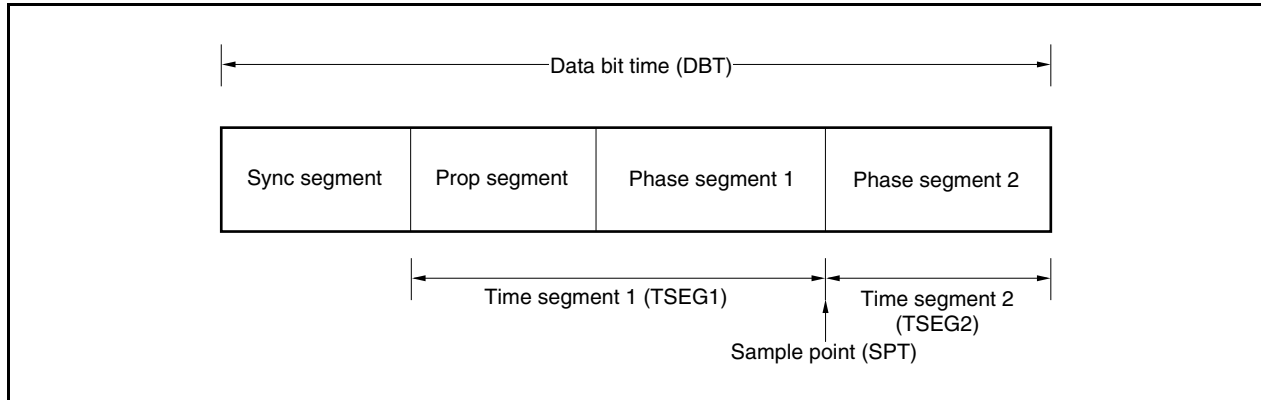 Data bit time (DBT)
Sync segment
Prop segment
Phase segment 1
Phase segment 2
Time segment 1 (TSEG1)
Time segment 2
(TSEG2)
Sample point (SPT)